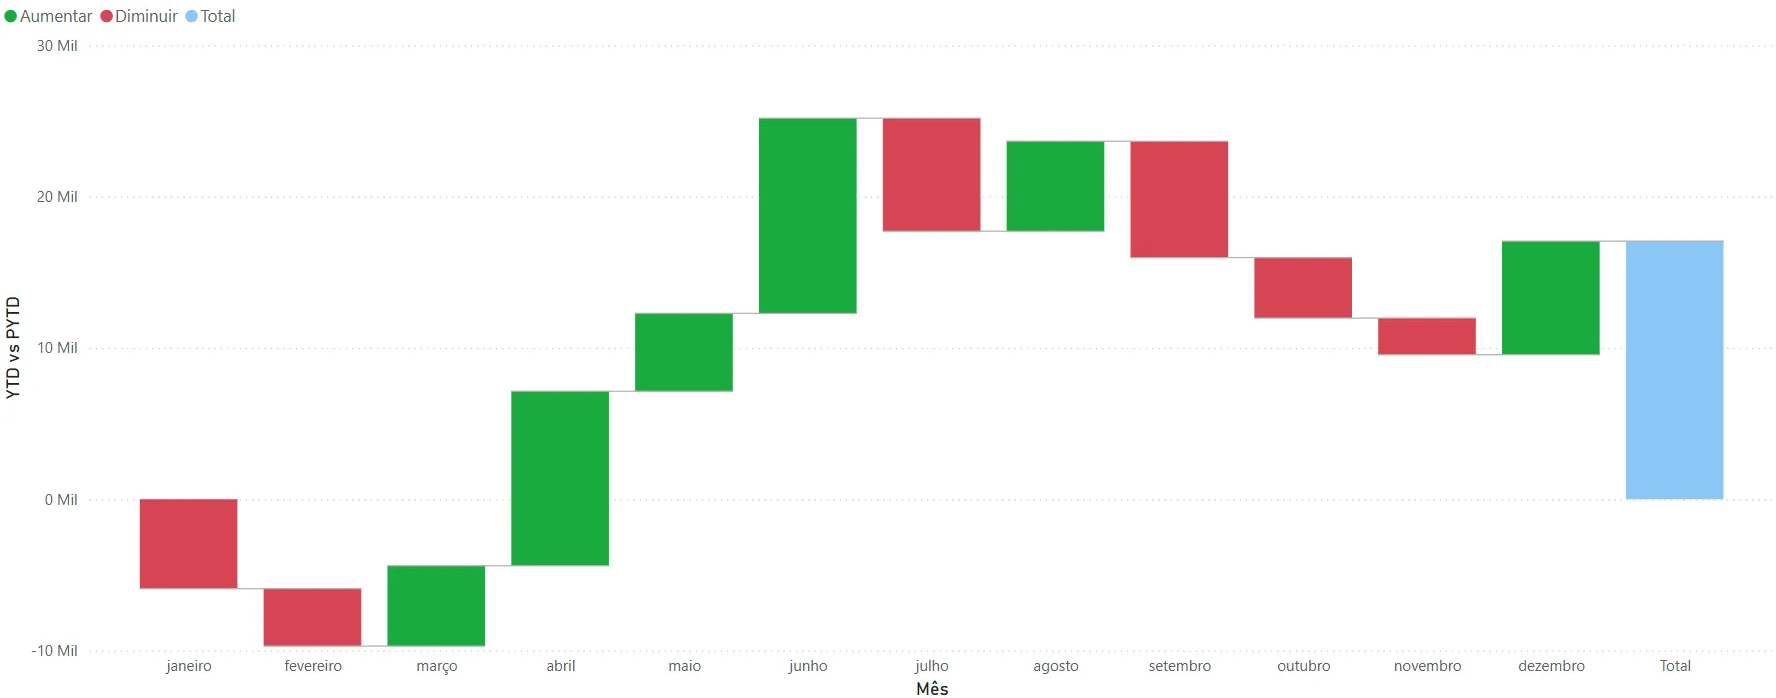 Aumentar Diminuir Total
30 Mil
20 Mil
10 Mil
0 Mil
-10 Mil
YTD vs PYTD
janeiro fevereiro março abril maio junho julho agosto setembro outubro novembro dezembro Total
Mês